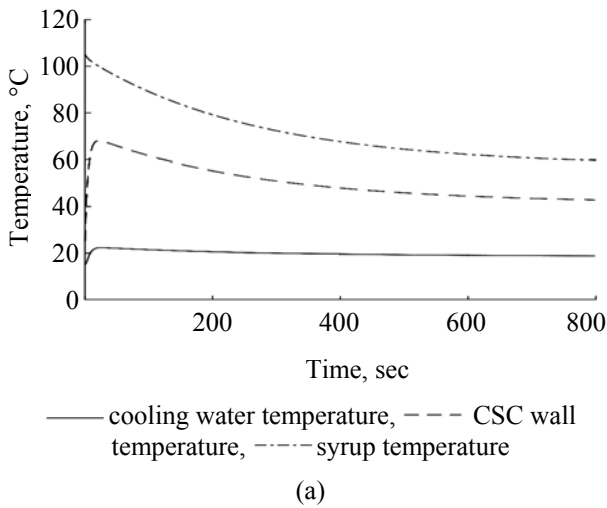 120
100
80
60
40
20
0
Temperature, °C
200
400
600
800
Time, sec
cooling water temperature, CSC wall
temperature, syrup temperature
(a)